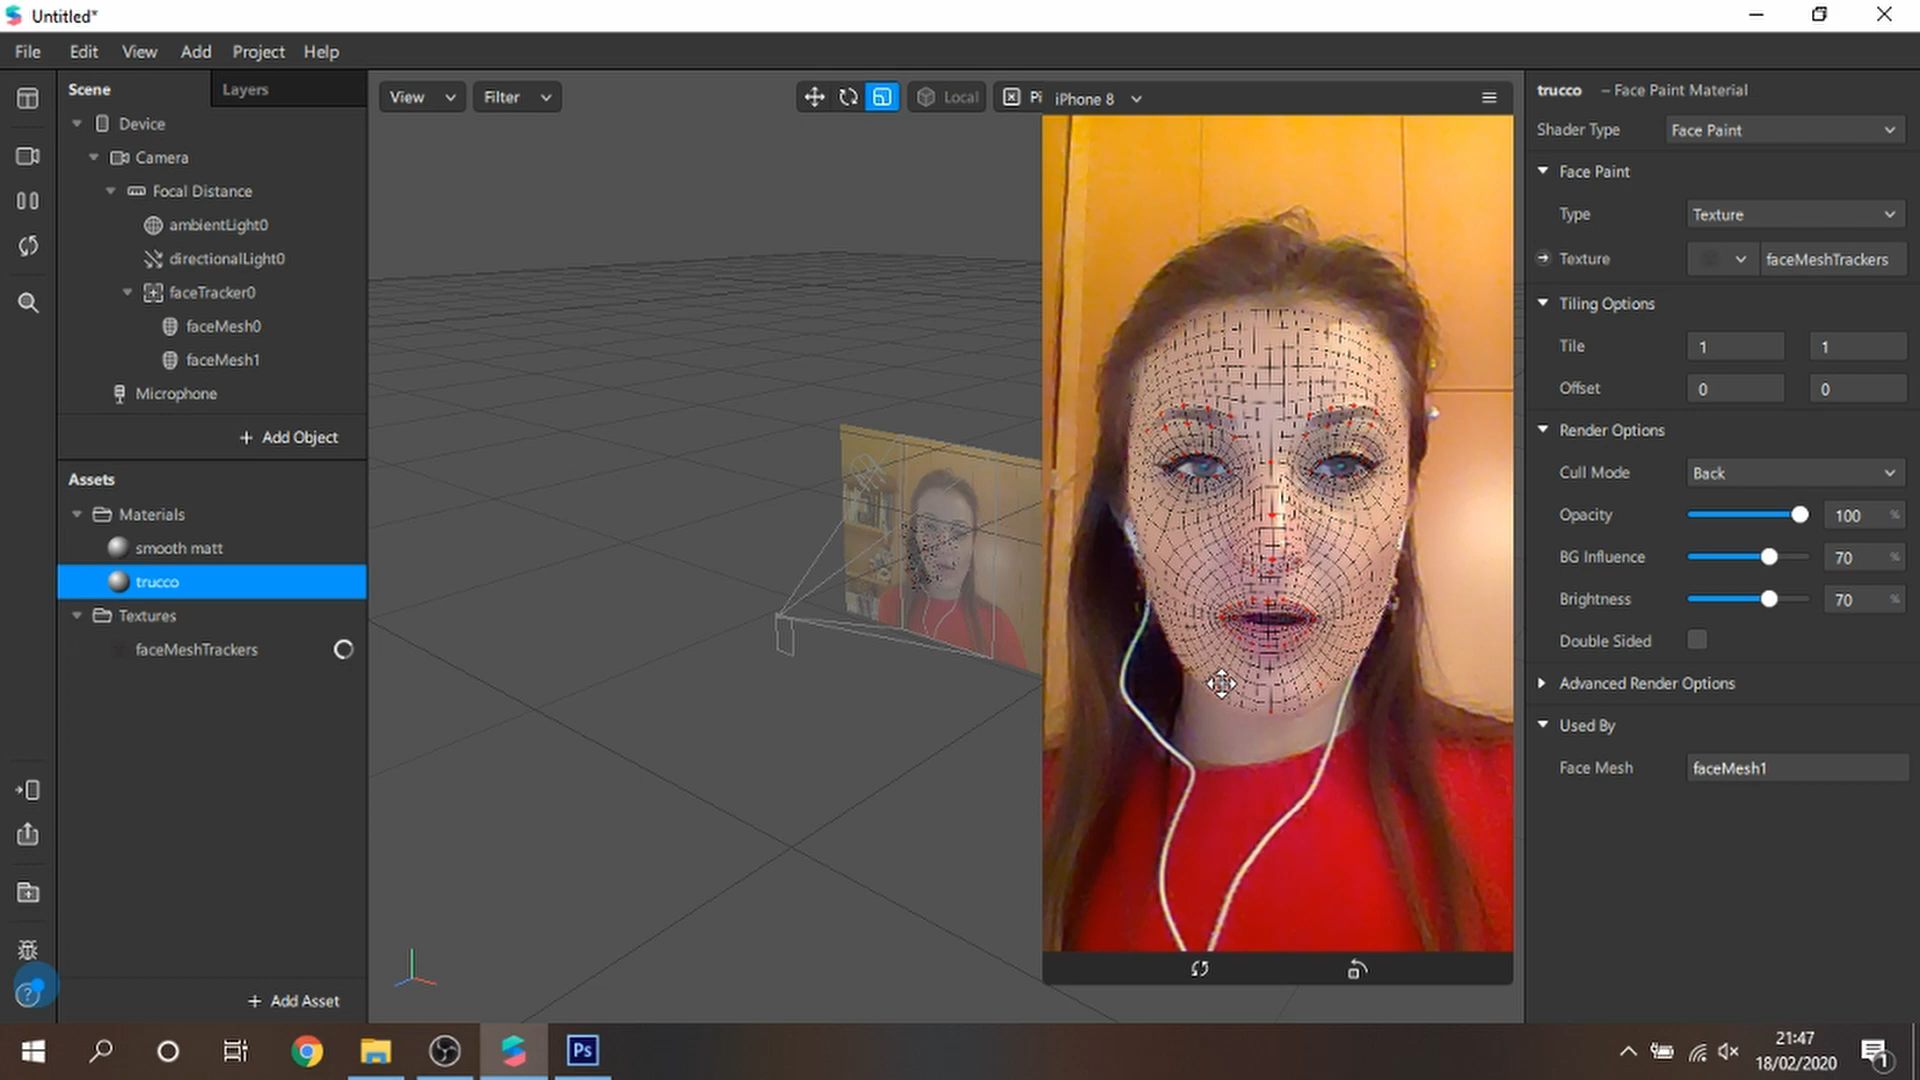 Untitled*
File Edit View Add Project Help
Scene Layers
Device
Camera
Focal Distance
ambientLight0
directionalLight0
faceTracker0
faceMesh0
faceMesh1
Microphone
+ Add Object
Assets
Materials
smooth matt
trucco
Textures
faceMeshTrackers
+ Add Asset
View Filter Local Pi
iPhone 8
trucco – Face Paint Material
Shader Type Face Paint
Face Paint
Type Texture
Texture faceMeshTrackers
Tiling Options
Tile 1 1
Offset 0 0
Render Options
Cull Mode Back
Opacity 100 %
BG Influence 70 %
Brightness 70 %
Double Sided
Advanced Render Options
Used By
Face Mesh faceMesh1
Ps
21:47
18/02/2020
1